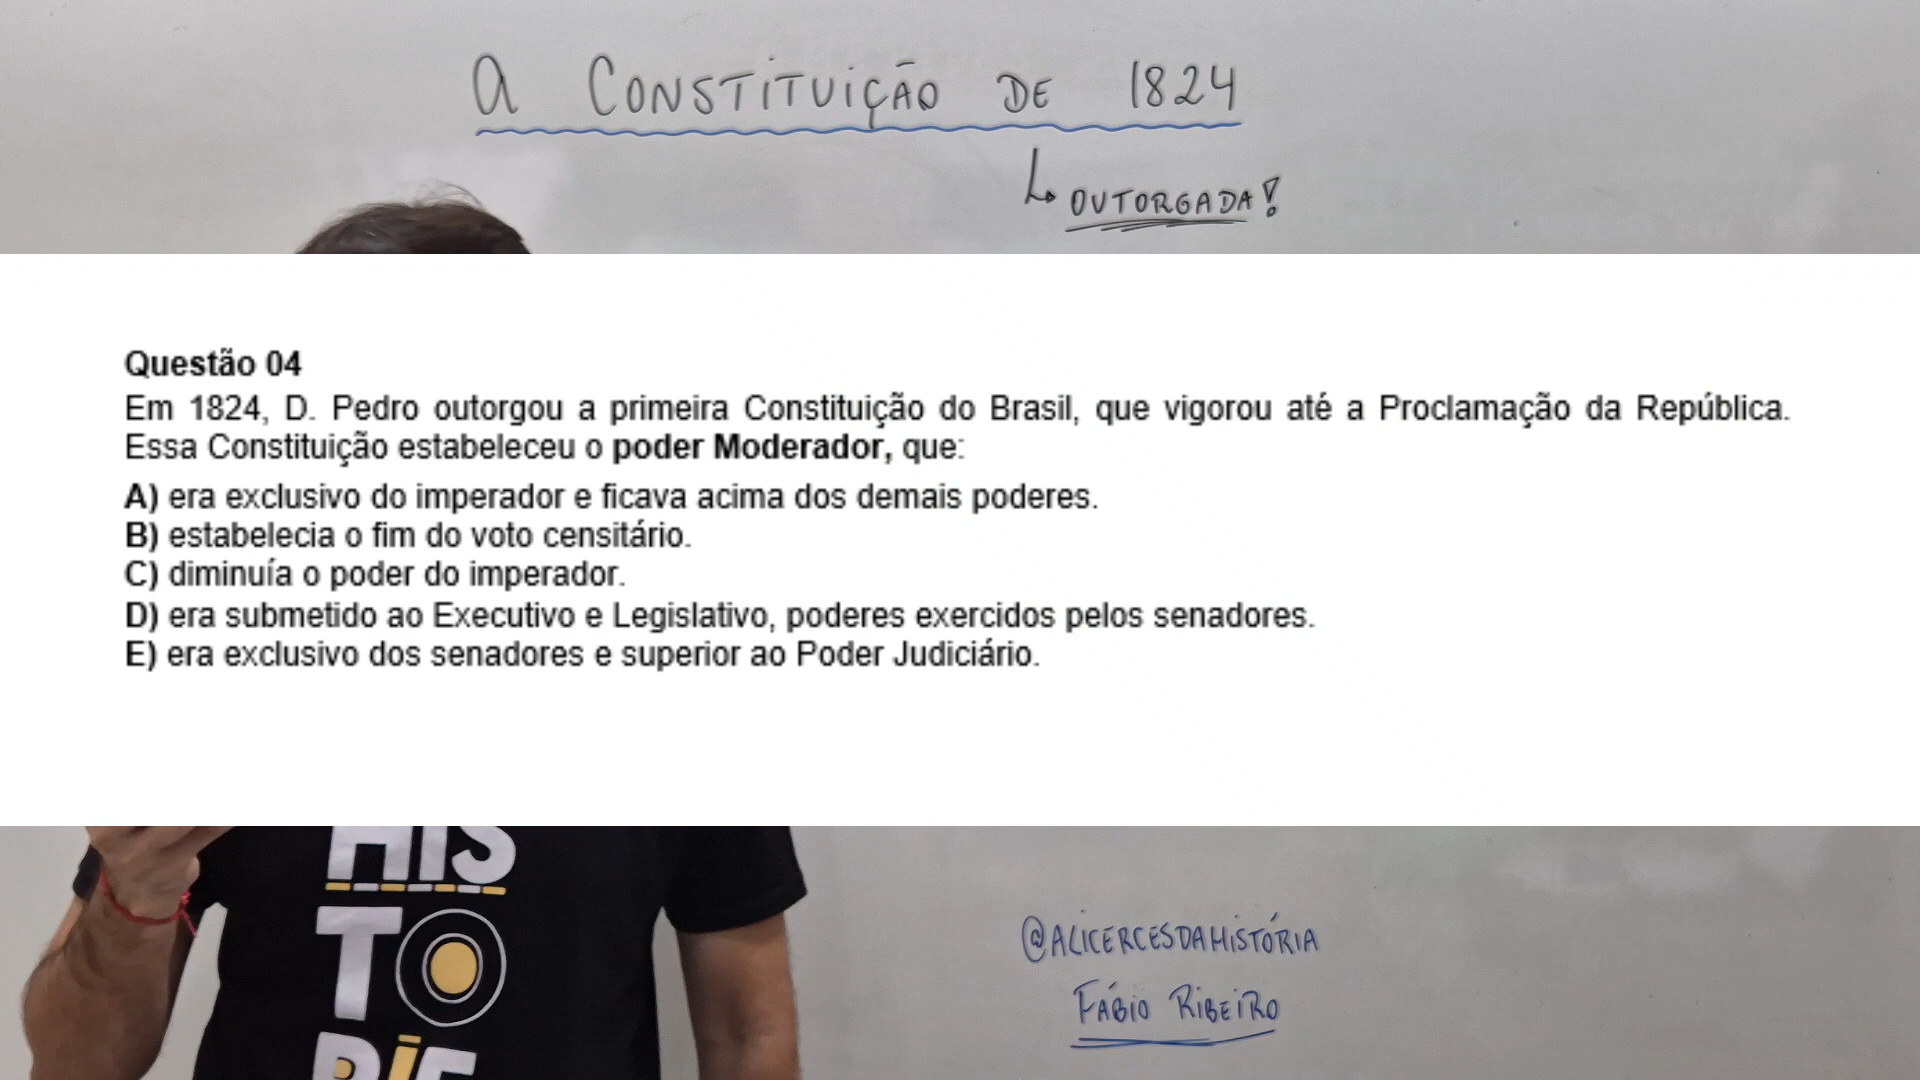 A CONSTITUIÇÃO DE 1824
↳ OUTORGADA!
Questão 04
Em 1824, D. Pedro outorgou a primeira Constituição do Brasil, que vigorou até a Proclamação da República.
Essa Constituição estabeleceu o poder Moderador, que:
A) era exclusivo do imperador e ficava acima dos demais poderes.
B) estabelecia o fim do voto censitário.
C) diminuía o poder do imperador.
D) era submetido ao Executivo e Legislativo, poderes exercidos pelos senadores.
E) era exclusivo dos senadores e superior ao Poder Judiciário.
HIS
TO
@ALICERCESDAHISTÓRIA
FÁBIO RIBEIRO